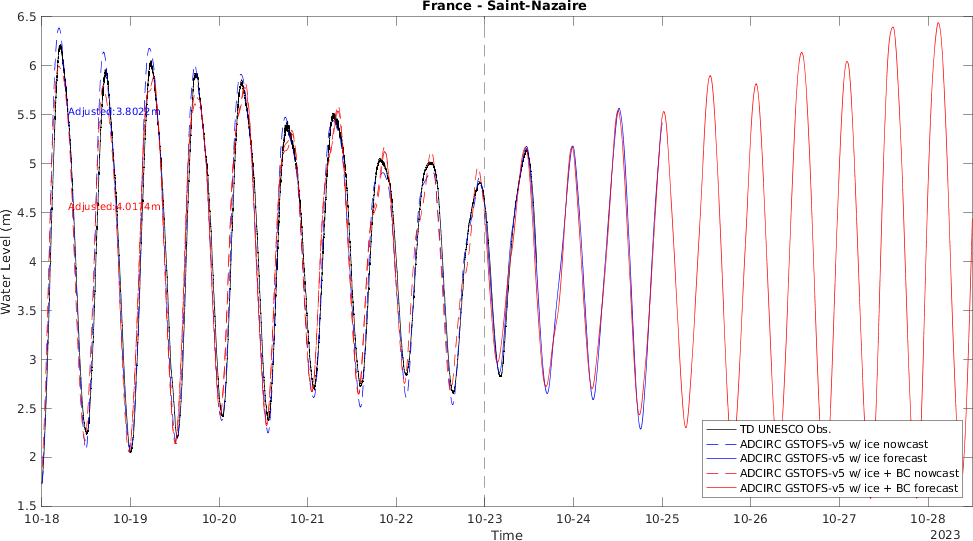 France - Saint-Nazaire
6.5
6
5.5
5
4.5
4
3.5
3
2.5
2
1.5
Water Level (m)
Adjusted:3.8022m
Adjusted:4.0174m
TD UNESCO Obs.
ADCIRC GSTOFS-v5 w/ ice nowcast
ADCIRC GSTOFS-v5 w/ ice forecast
ADCIRC GSTOFS-v5 w/ ice + BC nowcast
ADCIRC GSTOFS-v5 w/ ice + BC forecast
10-18 10-19 10-20 10-21 10-22 10-23 10-24 10-25 10-26 10-27 10-28
2023
Time